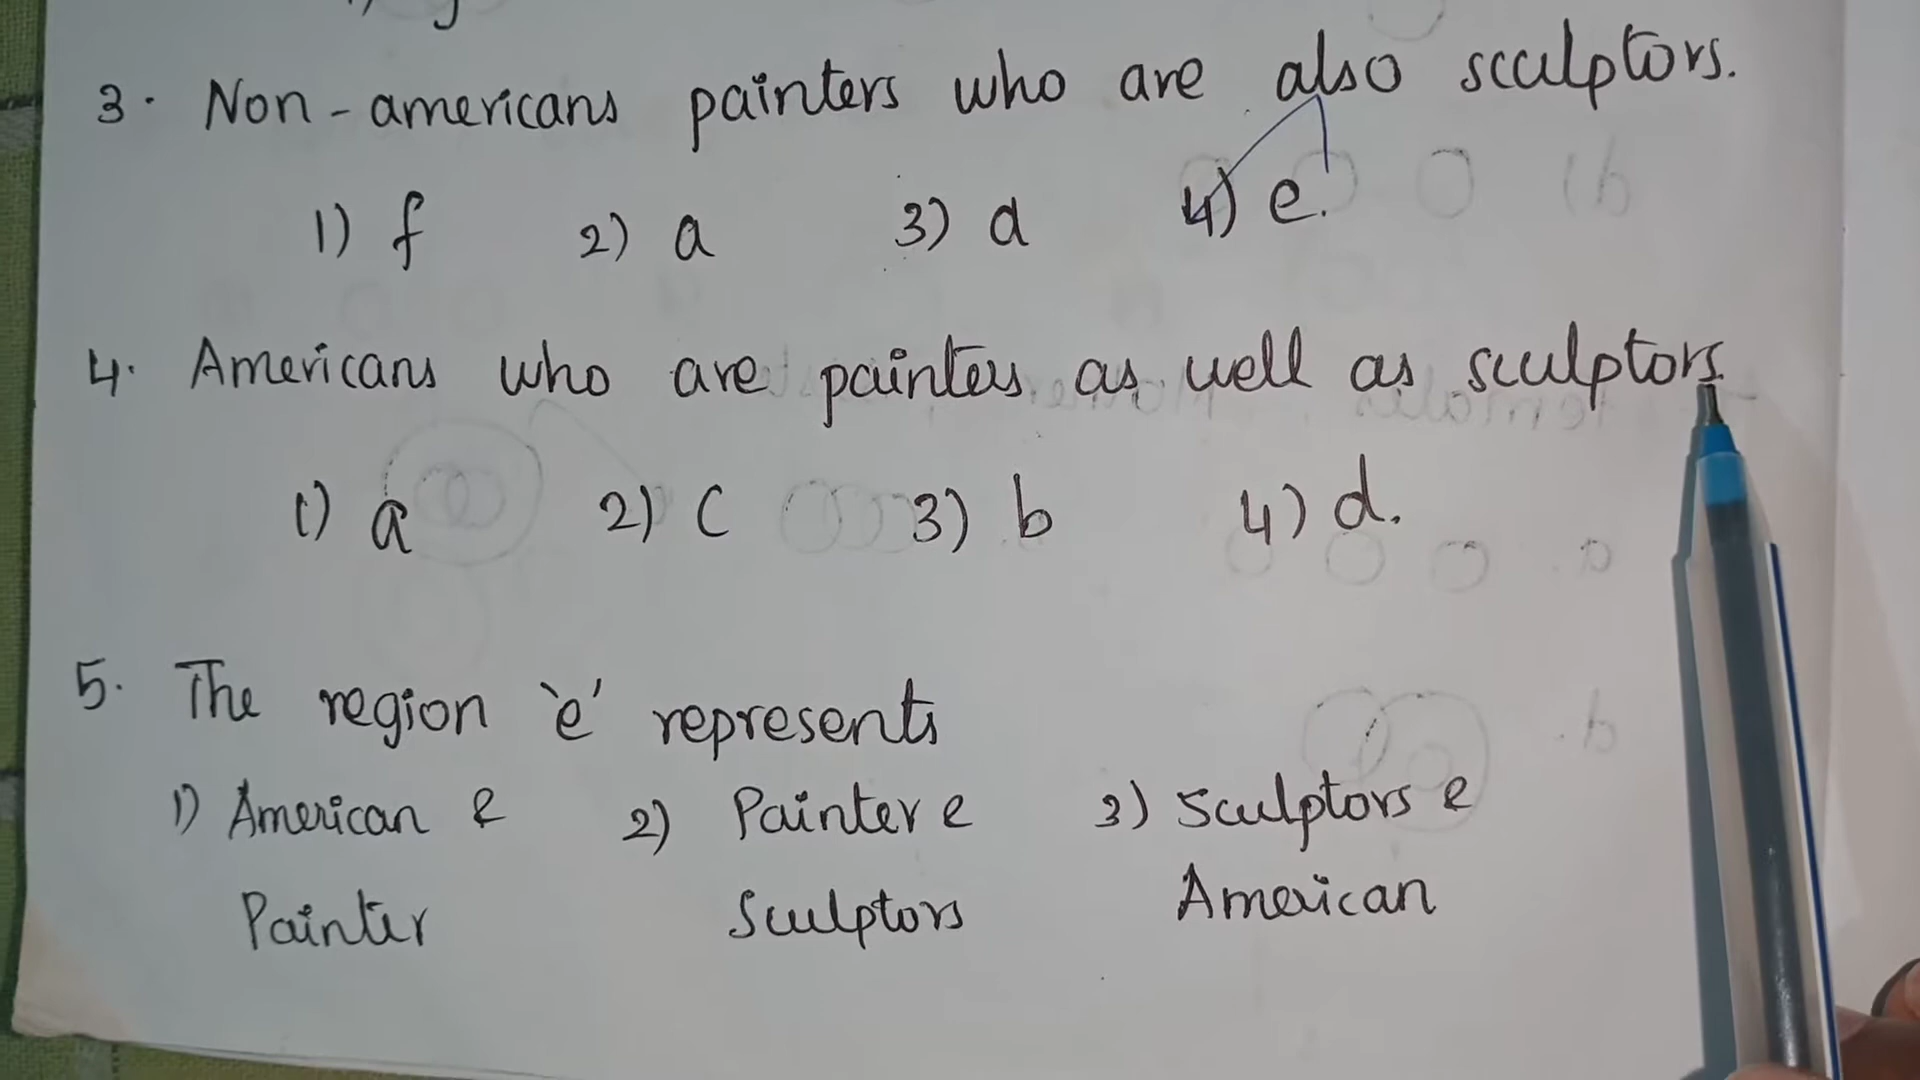 3. Non-americans painters who are also sculptors.
1) f 2) a 3) d 4) e.
4. Americans who are painters as well as sculptors.
1) a 2) c 3) b 4) d.
5. The region 'e' represents
1) American & 2) Painter & 3) Sculptors &
Painter Sculptors American